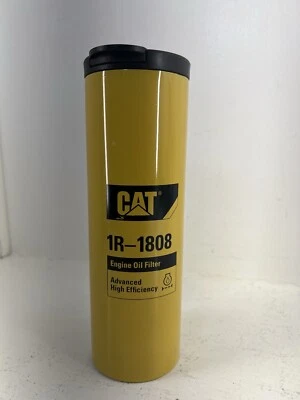 CAT®
1R-1808
Engine Oil Filter
Advanced
High Efficiency